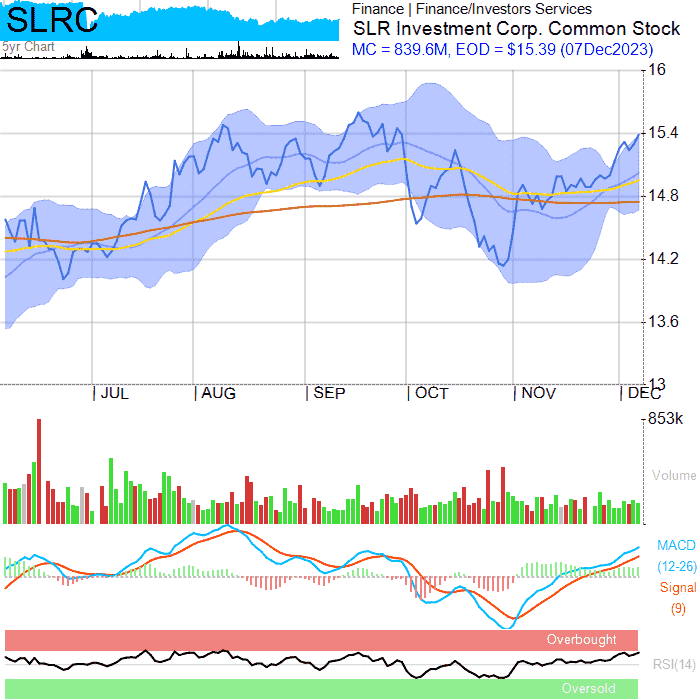 SLRC
5yr Chart
Finance | Finance/Investors Services
SLR Investment Corp. Common Stock
MC = 839.6M, EOD = $15.39 (07Dec2023)
16
15.4
14.8
14.2
13.6
13
JUL AUG SEP OCT NOV DEC
853k
Volume
MACD
(12-26)
Signal
(9)
Overbought
RSI(14)
Oversold